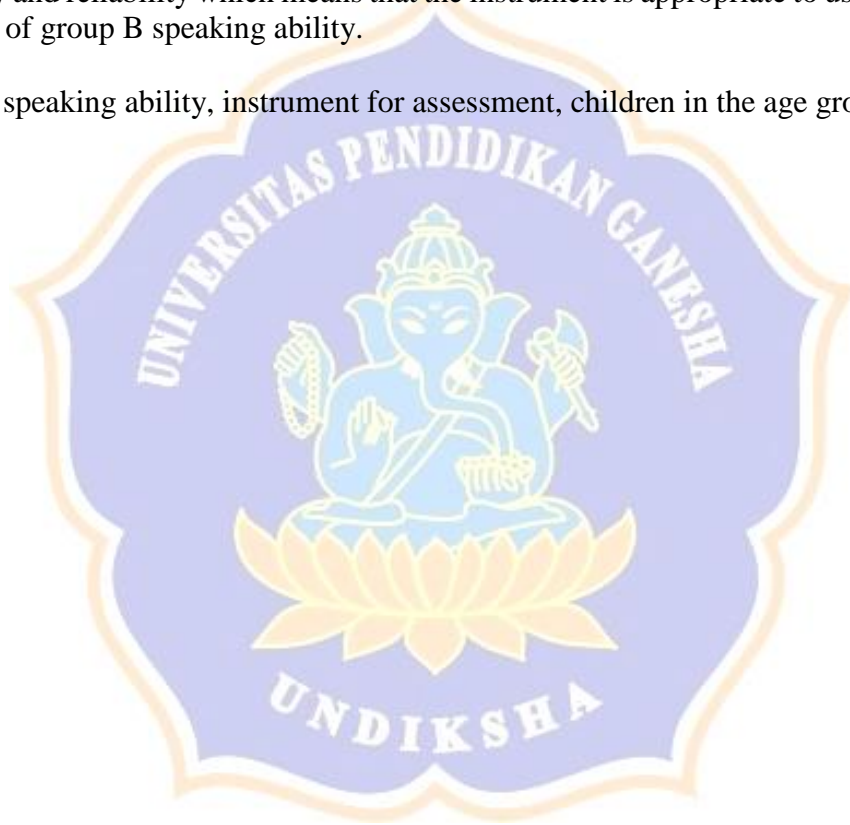 and reliability which means that the instrument is appropriate to us
of group B speaking ability.
speaking ability, instrument for assessment, children in the age gro
UNIVERSITAS PENDIDIKAN GANESHA
UNDIKSHA